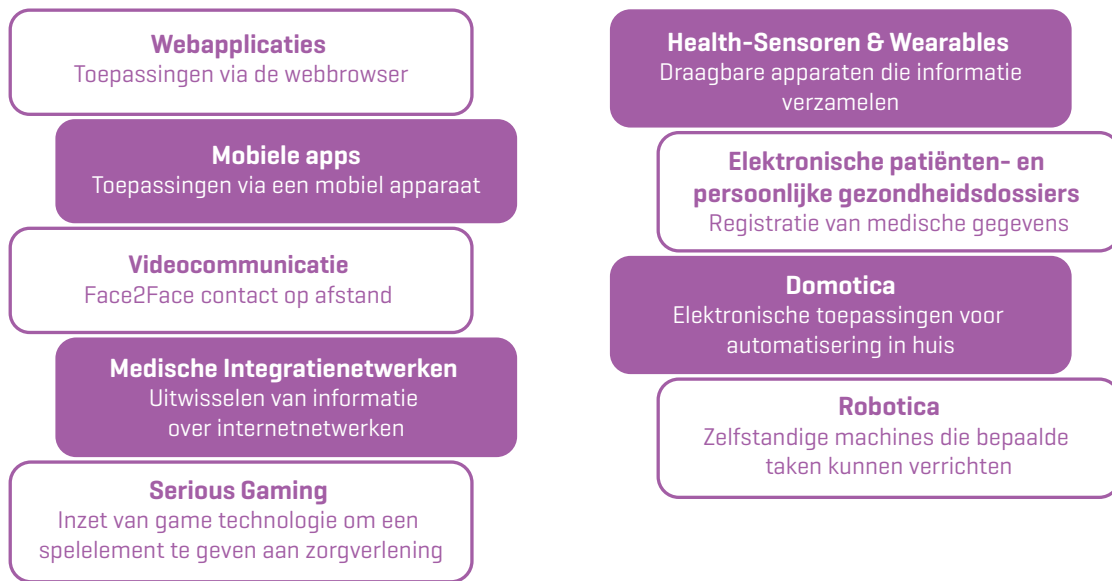 Webapplicaties
Toepassingen via de webbrowser
Mobiele apps
Toepassingen via een mobiel apparaat
Videocommunicatie
Face2Face contact op afstand
Medische Integratienetwerken
Uitwisselen van informatie
over internetnetwerken
Serious Gaming
Inzet van game technologie om een
spelelement te geven aan zorgverlening
Health-Sensoren & Wearables
Draagbare apparaten die informatie
verzamelen
Elektronische patiënten- en
persoonlijke gezondheidsdossiers
Registratie van medische gegevens
Domotica
Elektronische toepassingen voor
automatisering in huis
Robotica
Zelfstandige machines die bepaalde
taken kunnen verrichten